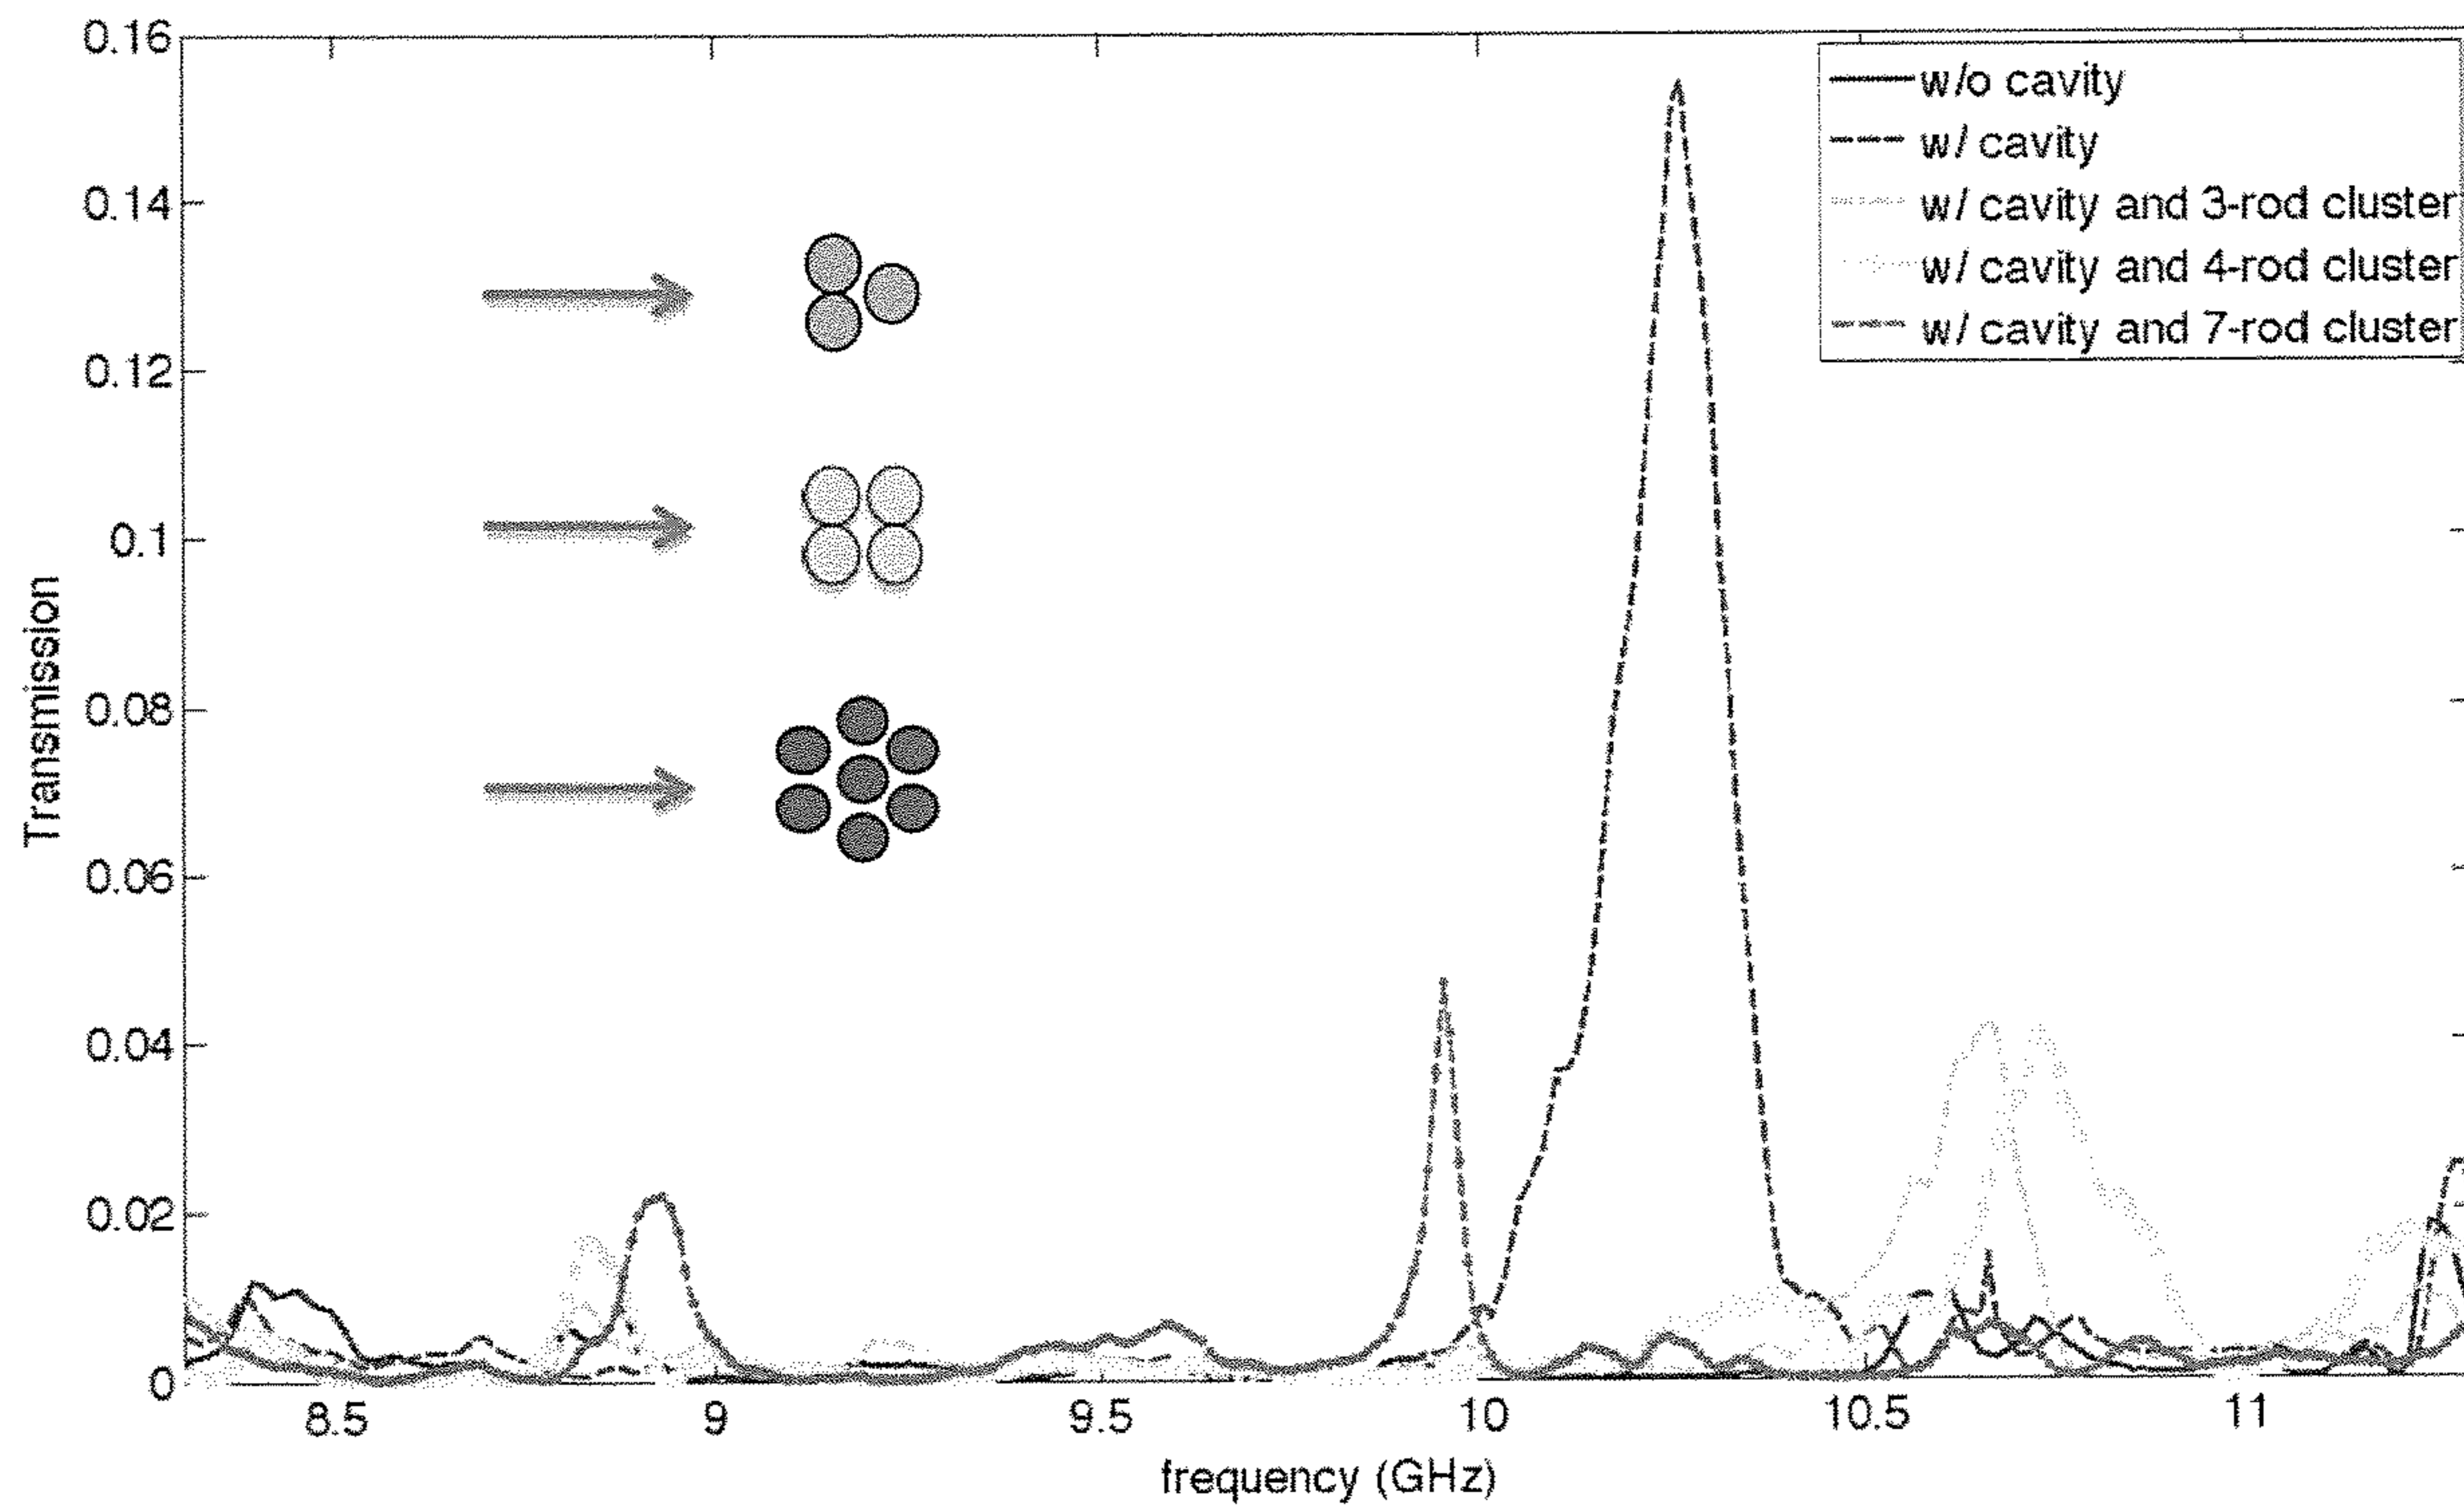 0.16
0.14
0.12
0.1
0.08
0.06
0.04
0.02
0
Transmission
w/o cavity
w/ cavity
w/ cavity and 3-rod cluster
w/ cavity and 4-rod cluster
w/ cavity and 7-rod cluster
8.5 9 9.5 10 10.5 11
frequency (GHz)